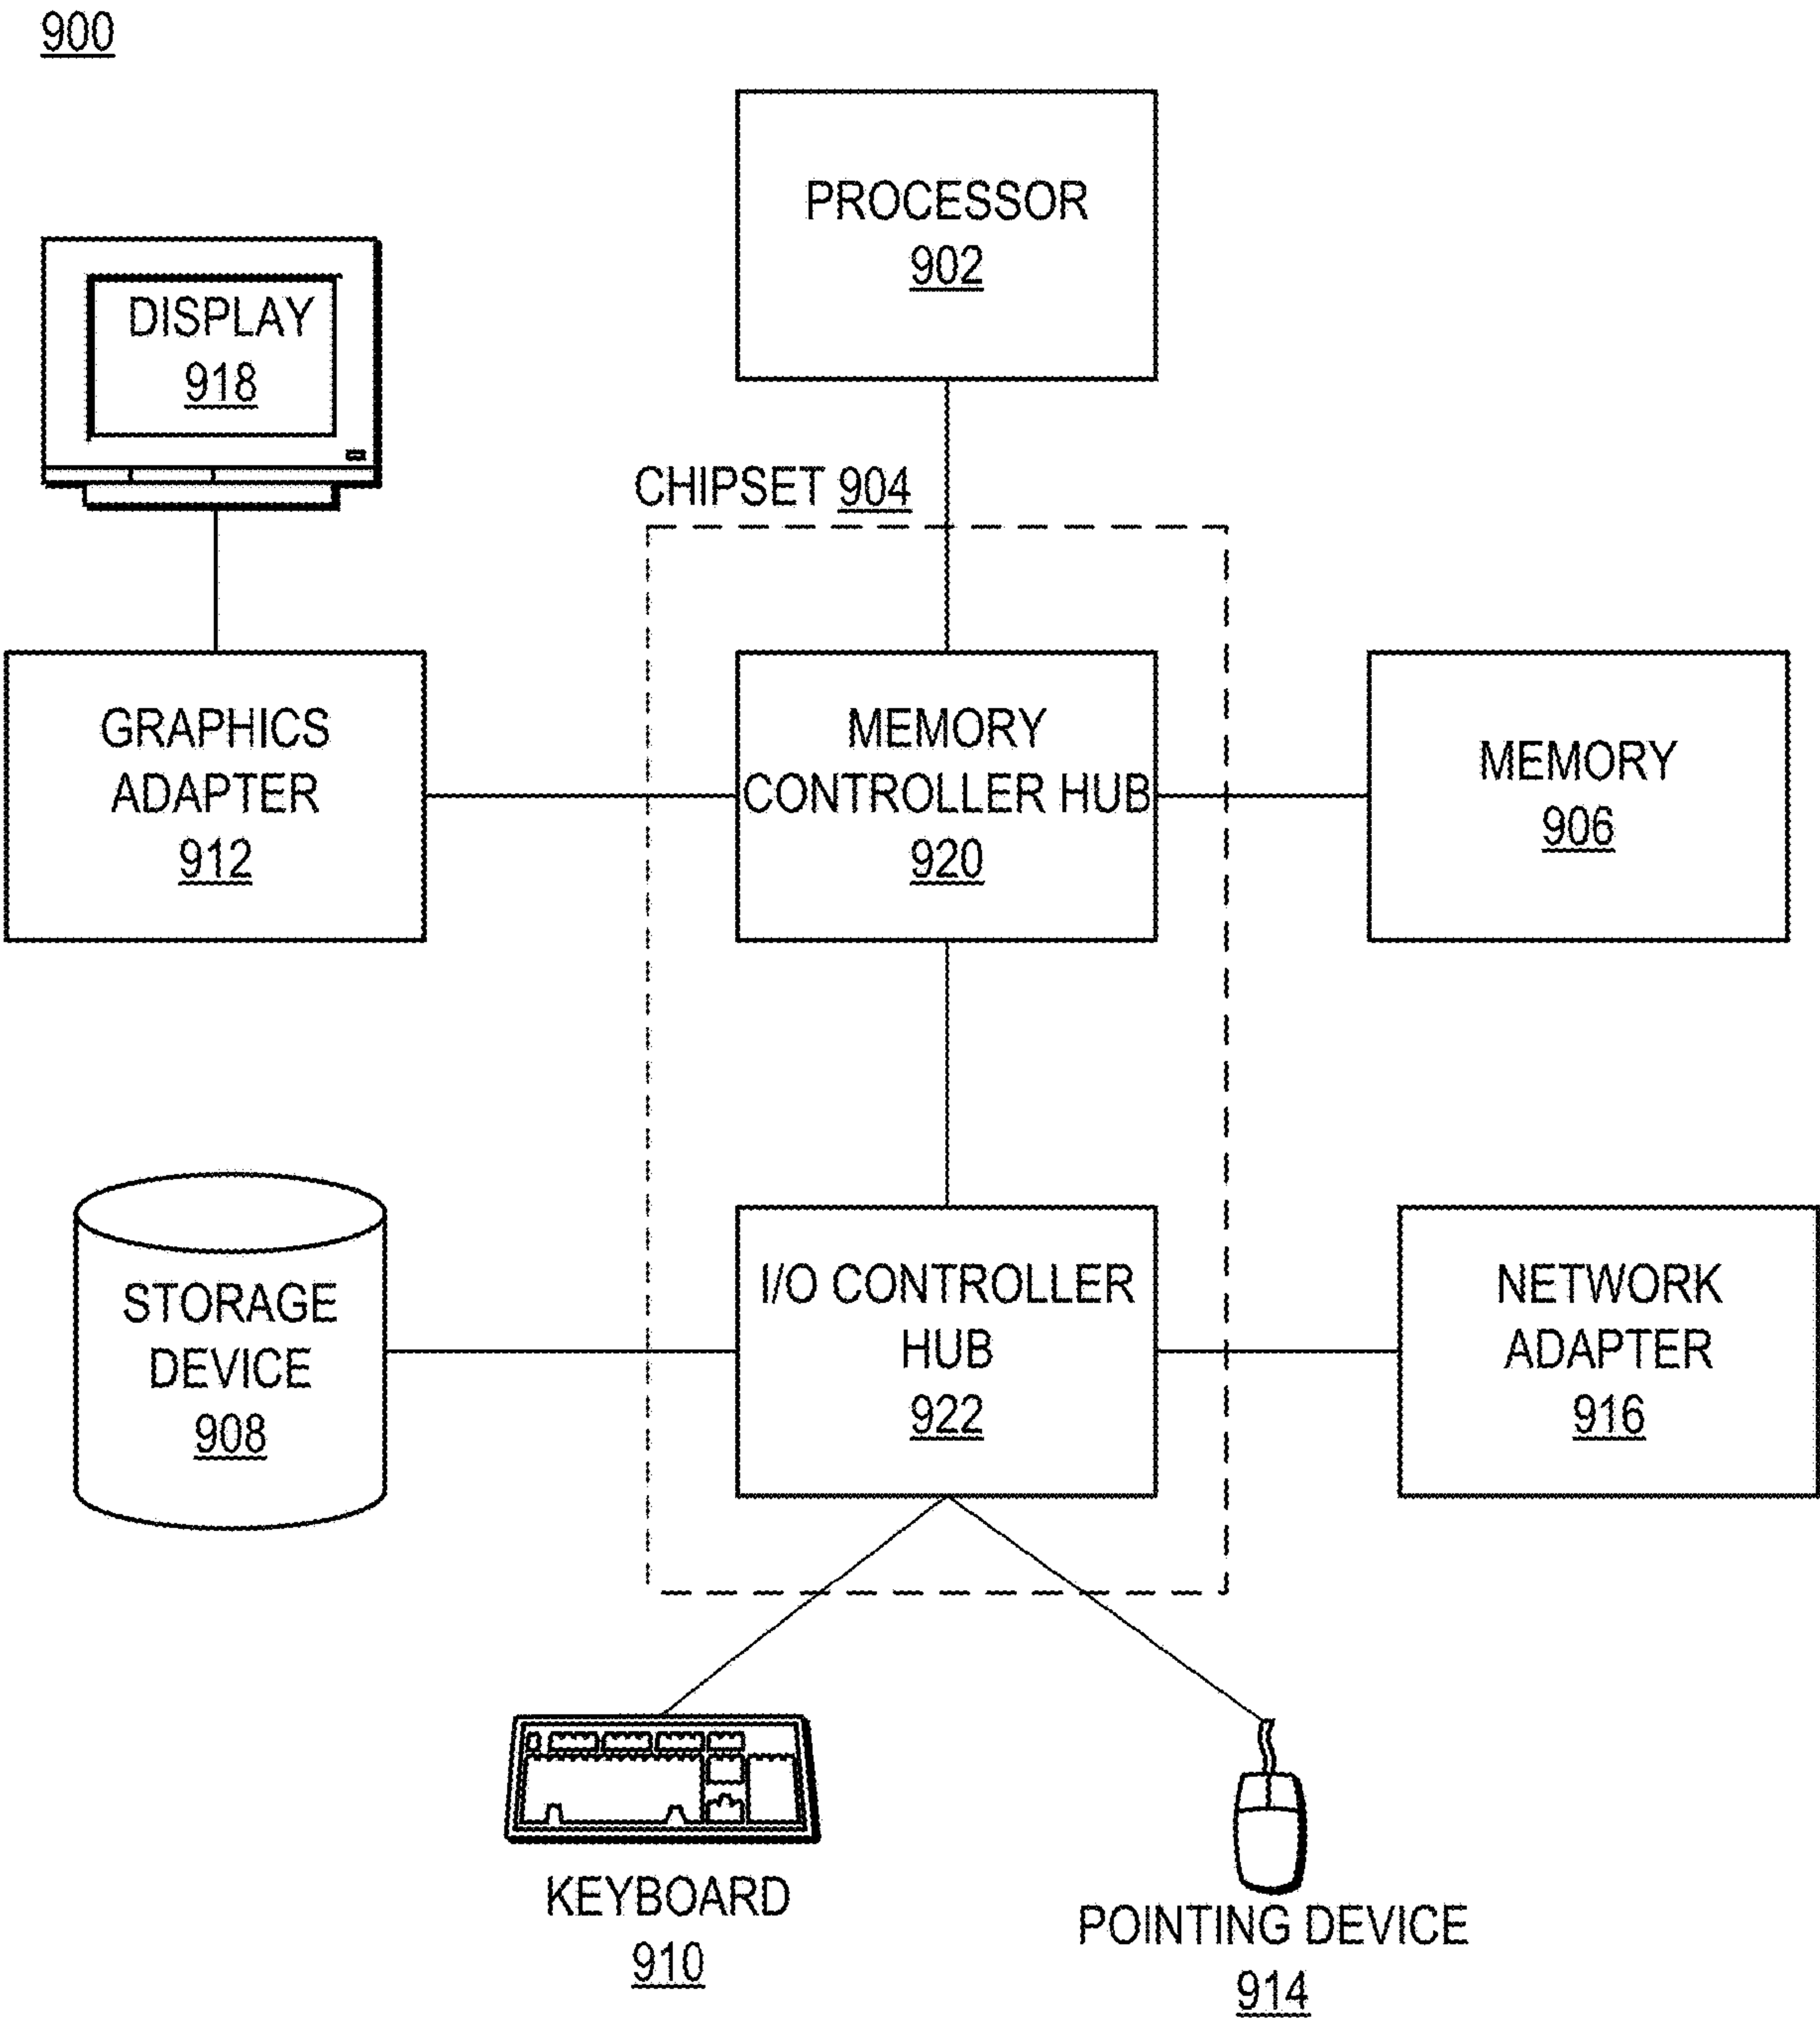 900
PROCESSOR
902
DISPLAY
918
CHIPSET 904
GRAPHICS
ADAPTER
912
MEMORY
CONTROLLER HUB
920
MEMORY
906
STORAGE
DEVICE
908
I/O CONTROLLER
HUB
922
NETWORK
ADAPTER
916
KEYBOARD
910
POINTING DEVICE
914